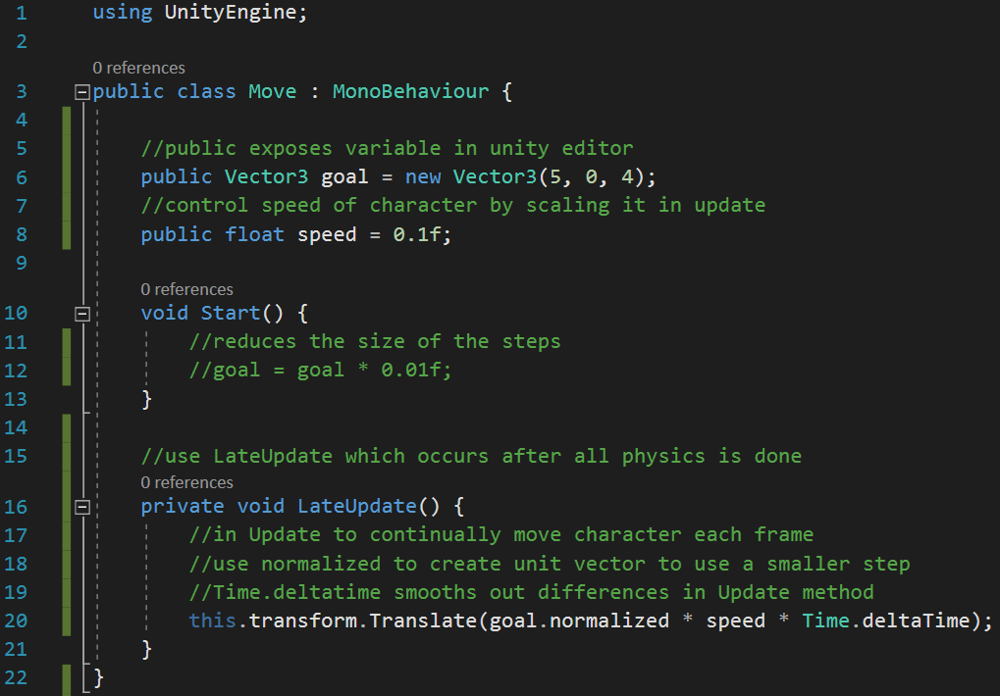 1 using UnityEngine;
2
0 references
3 public class Move : MonoBehaviour {
4
5 //public exposes variable in unity editor
6 public Vector3 goal = new Vector3(5, 0, 4);
7 //control speed of character by scaling it in update
8 public float speed = 0.1f;
9
0 references
10 void Start() {
11 //reduces the size of the steps
12 //goal = goal * 0.01f;
13 }
14
15 //use LateUpdate which occurs after all physics is done
0 references
16 private void LateUpdate() {
17 //in Update to continually move character each frame
18 //use normalized to create unit vector to use a smaller step
19 //Time.deltatime smooths out differences in Update method
20 this.transform.Translate(goal.normalized * speed * Time.deltaTime);
21 }
22 }